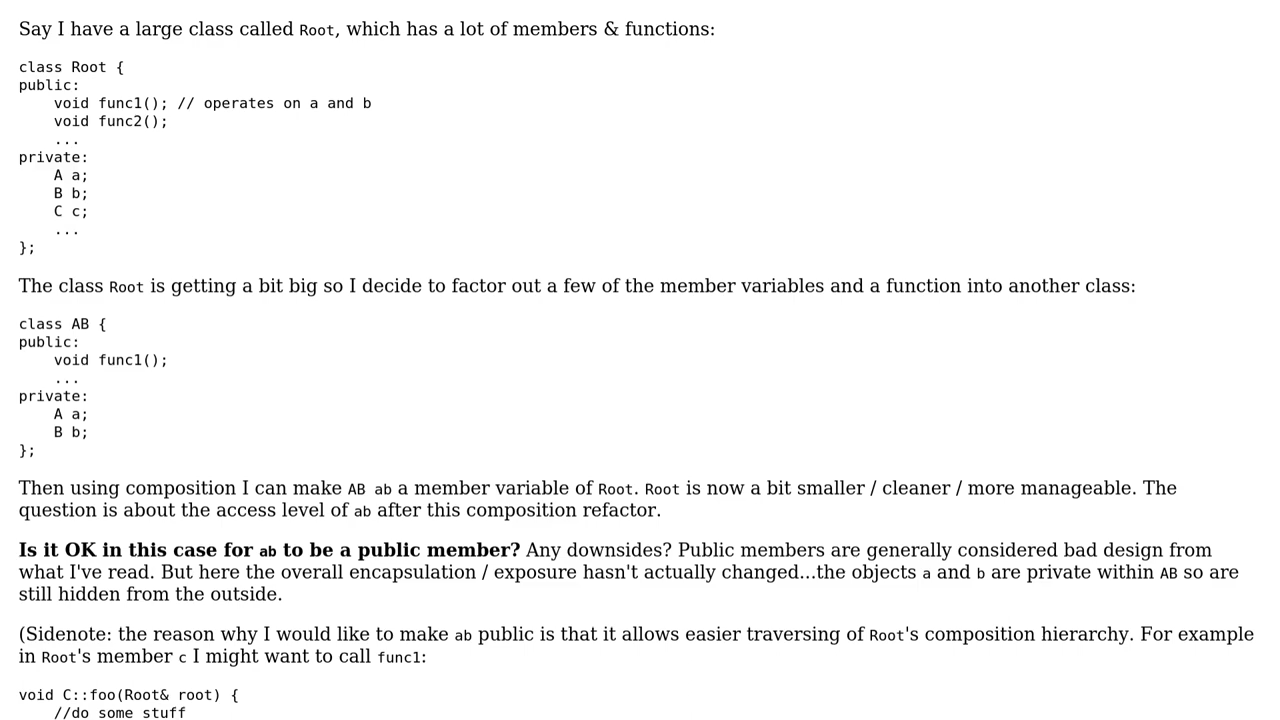 Say I have a large class called Root, which has a lot of members & functions:
class Root {
public:
    void func1(); // operates on a and b
    void func2();
    ...
private:
    A a;
    B b;
    C c;
    ...
};
The class Root is getting a bit big so I decide to factor out a few of the member variables and a function into another class:
class AB {
public:
    void func1();
    ...
private:
    A a;
    B b;
};
Then using composition I can make AB ab a member variable of Root. Root is now a bit smaller / cleaner / more manageable. The
question is about the access level of ab after this composition refactor.
Is it OK in this case for ab to be a public member? Any downsides? Public members are generally considered bad design from
what I've read. But here the overall encapsulation / exposure hasn't actually changed...the objects a and b are private within AB so are
still hidden from the outside.
(Sidenote: the reason why I would like to make ab public is that it allows easier traversing of Root's composition hierarchy. For example
in Root's member c I might want to call func1:
void C::foo(Root& root) {
    //do some stuff